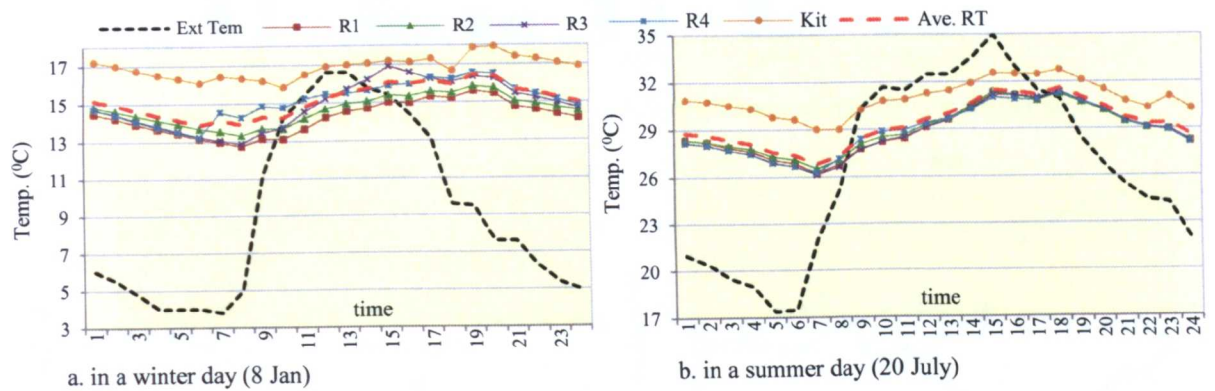 Ext Tem R1 R2 R3 R4 Kit Ave. RT
Temp. (⁰C)
17
15
13
11
9
7
5
3
time
1 3 5 7 9 11 13 15 17 19 21 23
a. in a winter day (8 Jan)
Temp. (⁰C)
35
32
29
26
23
20
17
time
1 2 3 4 5 6 7 8 9 10 11 12 13 14 15 16 17 18 19 20 21 22 23 24
b. in a summer day (20 July)